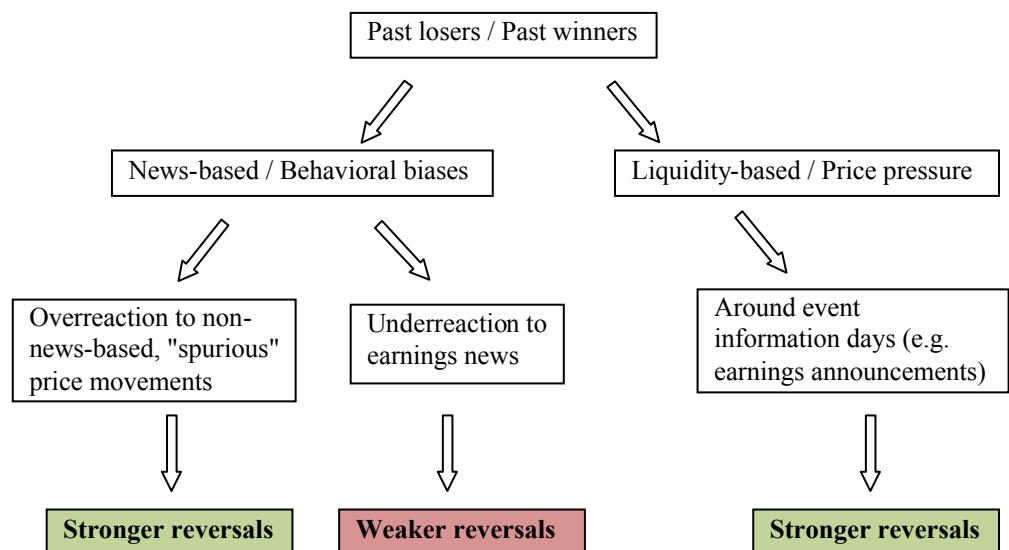 Past losers / Past winners
News-based / Behavioral biases
Liquidity-based / Price pressure
Overreaction to non-
news-based, "spurious"
price movements
Underreaction to
earnings news
Around event
information days (e.g.
earnings announcements)
Stronger reversals
Weaker reversals
Stronger reversals